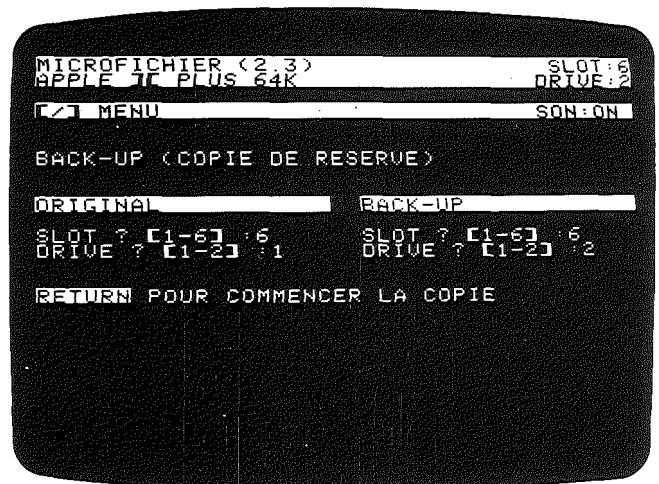 MICROFICHIER (2,3) SLOT:6
APPLE ][ PLUS 64K DRIVE:2
[/] MENU SON:ON
BACK-UP (COPIE DE RESERVE)
ORIGINAL BACK-UP
SLOT ? [1-6] :6 SLOT ? [1-6] :6
DRIVE ? [1-2] :1 DRIVE ? [1-2] :2
RETURN POUR COMMENCER LA COPIE